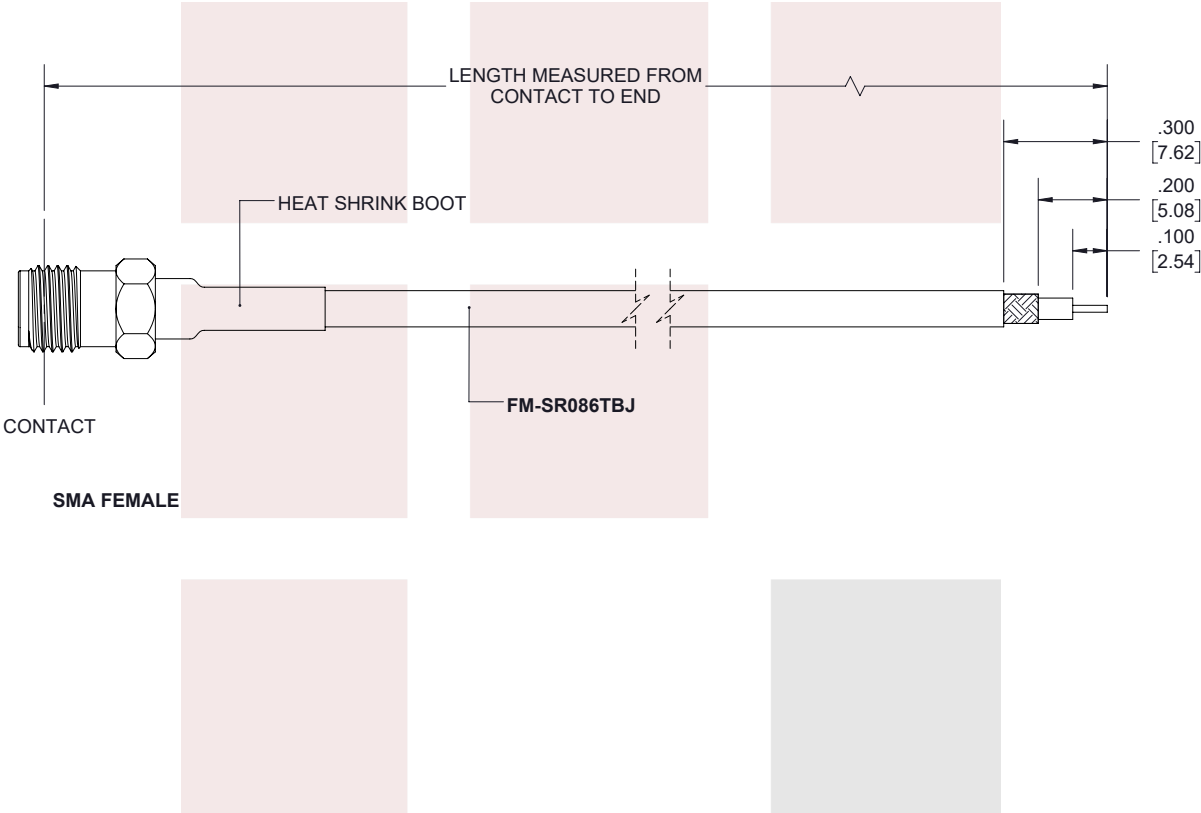 LENGTH MEASURED FROM
CONTACT TO END
.300
[7.62]
.200
[5.08]
.100
[2.54]
HEAT SHRINK BOOT
FM-SR086TBJ
CONTACT
SMA FEMALE